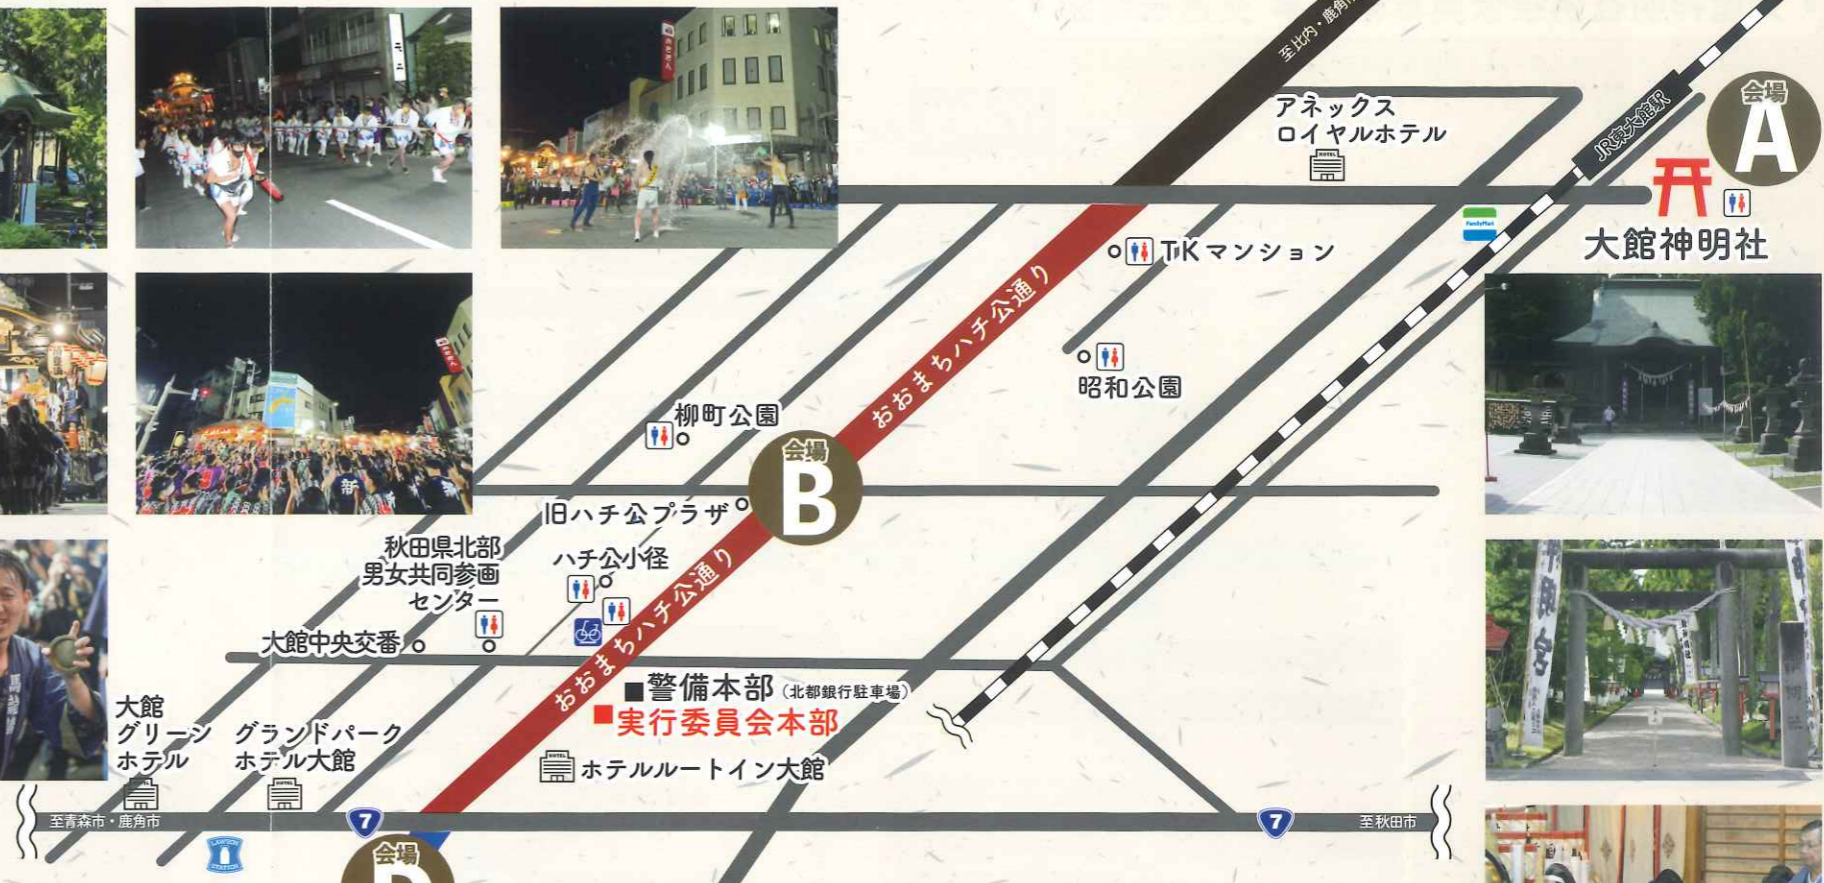 至比内・鹿角
会場
A
アネックス
ロイヤルホテル
HOTEL
JR東大館駅
FamilyMart
大館神明社
TKマンション
おおまちハチ公通り
昭和公園
柳町公園
会場
B
旧ハチ公プラザ
秋田県北部
男女共同参画
センター
ハチ公小径
おおまちハチ公通り
大館中央交番
■警備本部（北都銀行駐車場）
■実行委員会本部
大館
グリーン
ホテル
HOTEL
グランドパーク
ホテル大館
HOTEL
HOTEL
ホテルルートイン大館
至青森市・鹿角市
7
7
至秋田市
LAWSON
STATION
会場
D
新